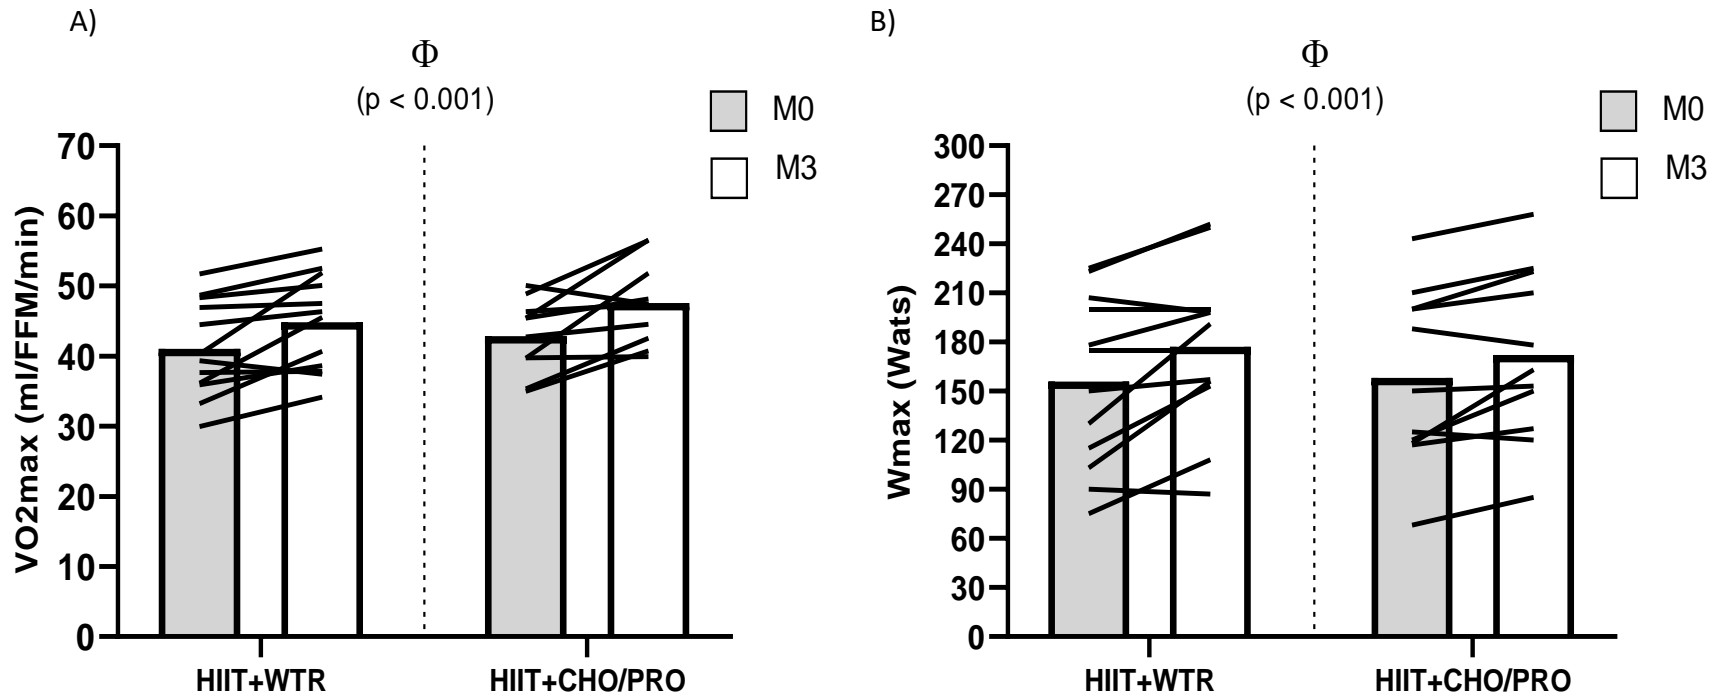 A)
Φ
(p < 0.001)
M0
M3
70
60
50
40
30
20
10
0
VO2max (ml/FFM/min)
HIIT+WTR
HIIT+CHO/PRO
B)
Φ
(p < 0.001)
M0
M3
300
270
240
210
180
150
120
90
60
30
0
Wmax (Wats)
HIIT+WTR
HIIT+CHO/PRO